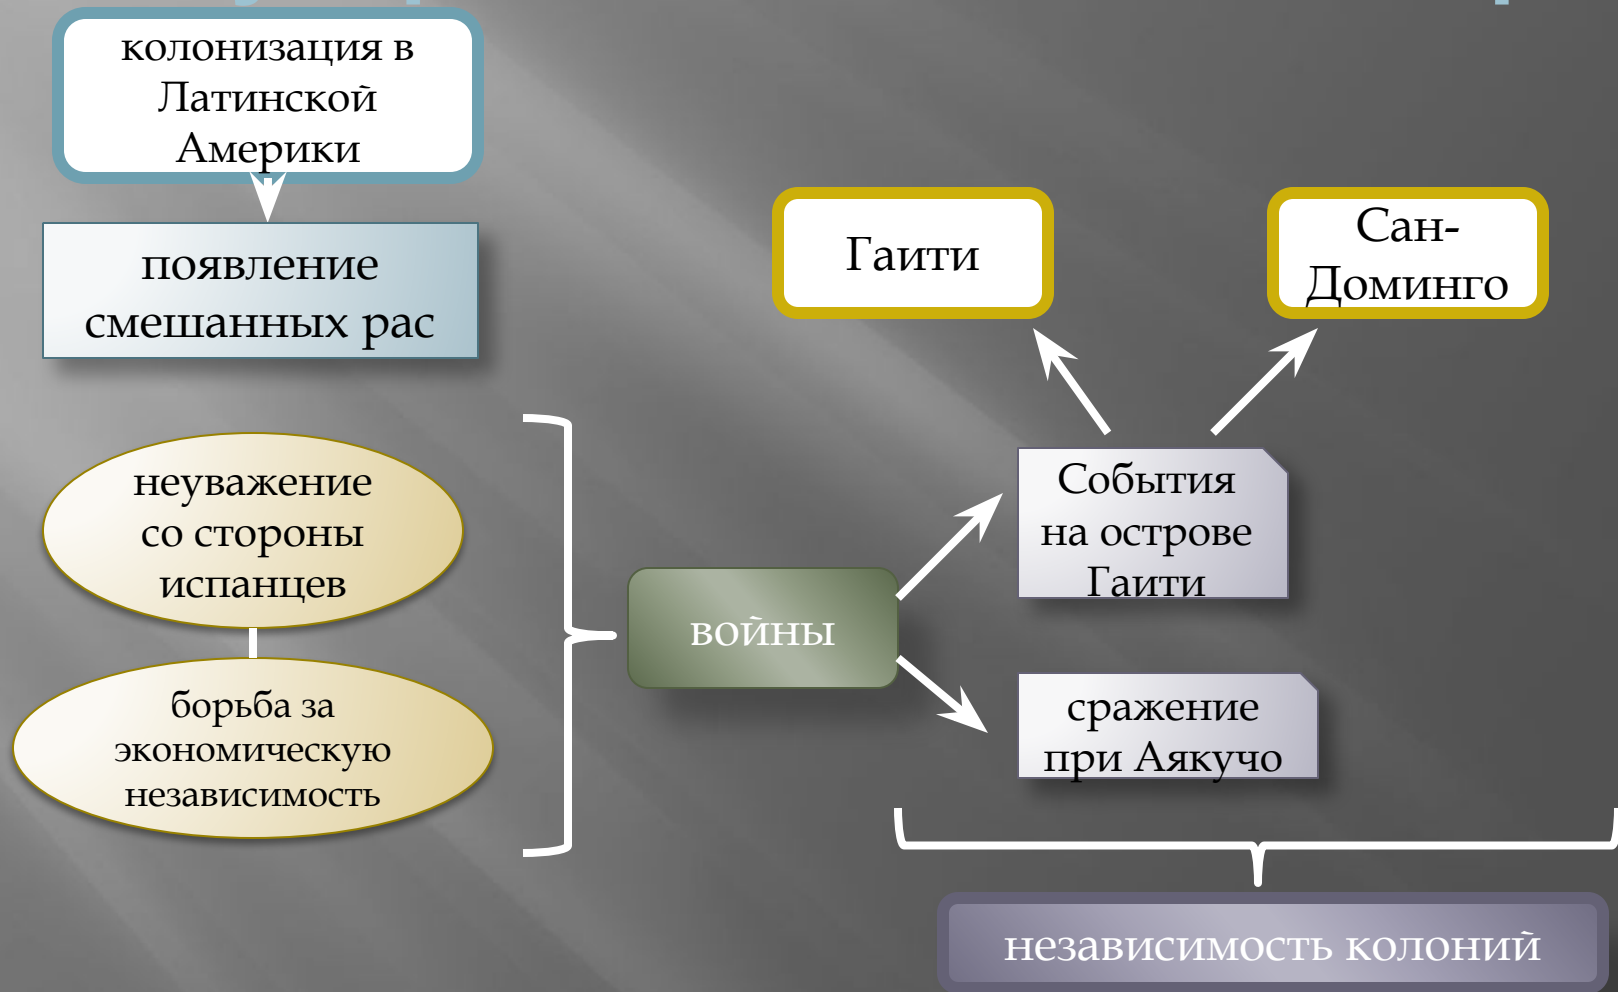 колонизация в
Латинской
Америки
появление
смешанных рас
неуважение
со стороны
испанцев
борьба за
экономическую
независимость
войны
Гаити
Сан-
Доминго
События
на острове
Гаити
сражение
при Аякучо
независимость колоний